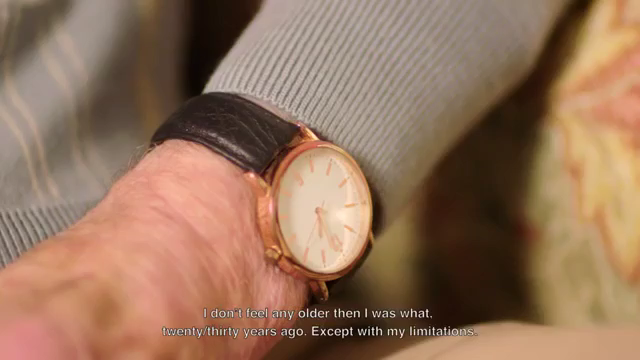 I don't feel any older then I was what,
twenty/thirty years ago. Except with my limitations.